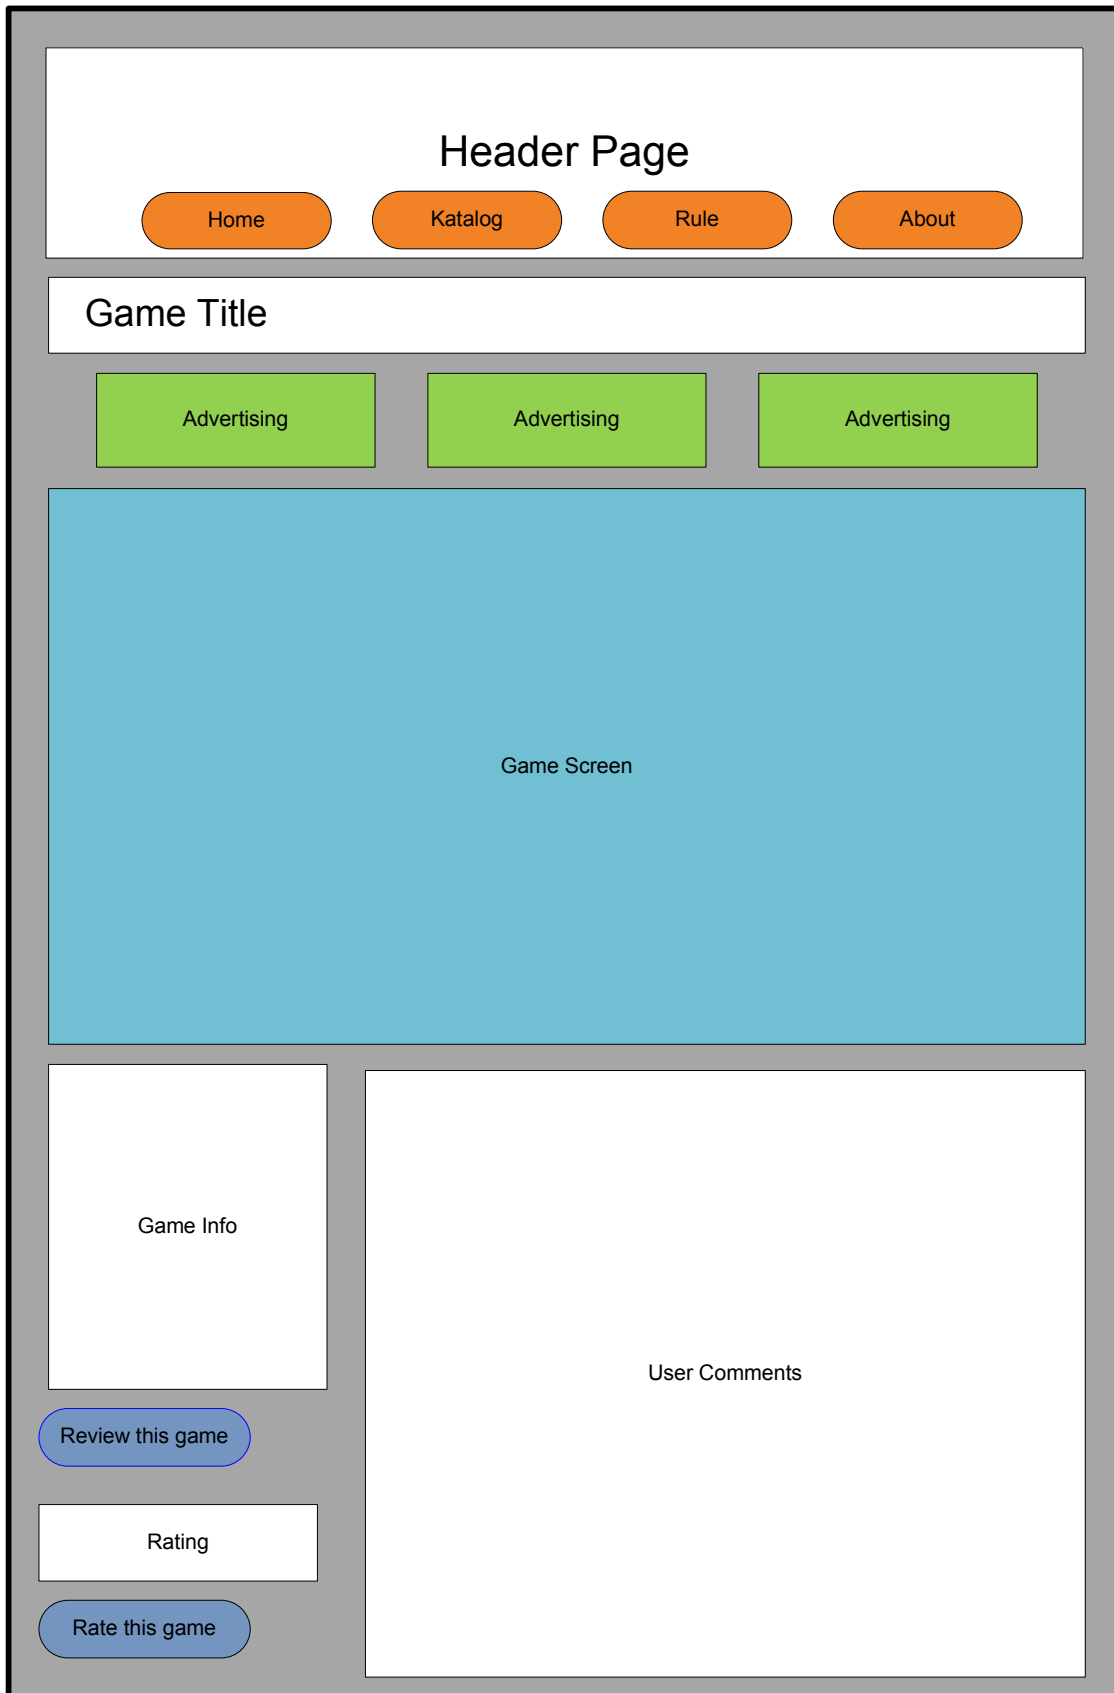 Header Page
Home
Katalog
Rule
About
Game Title
Advertising
Advertising
Advertising
Game Screen
Game Info
User Comments
Review this game
Rating
Rate this game